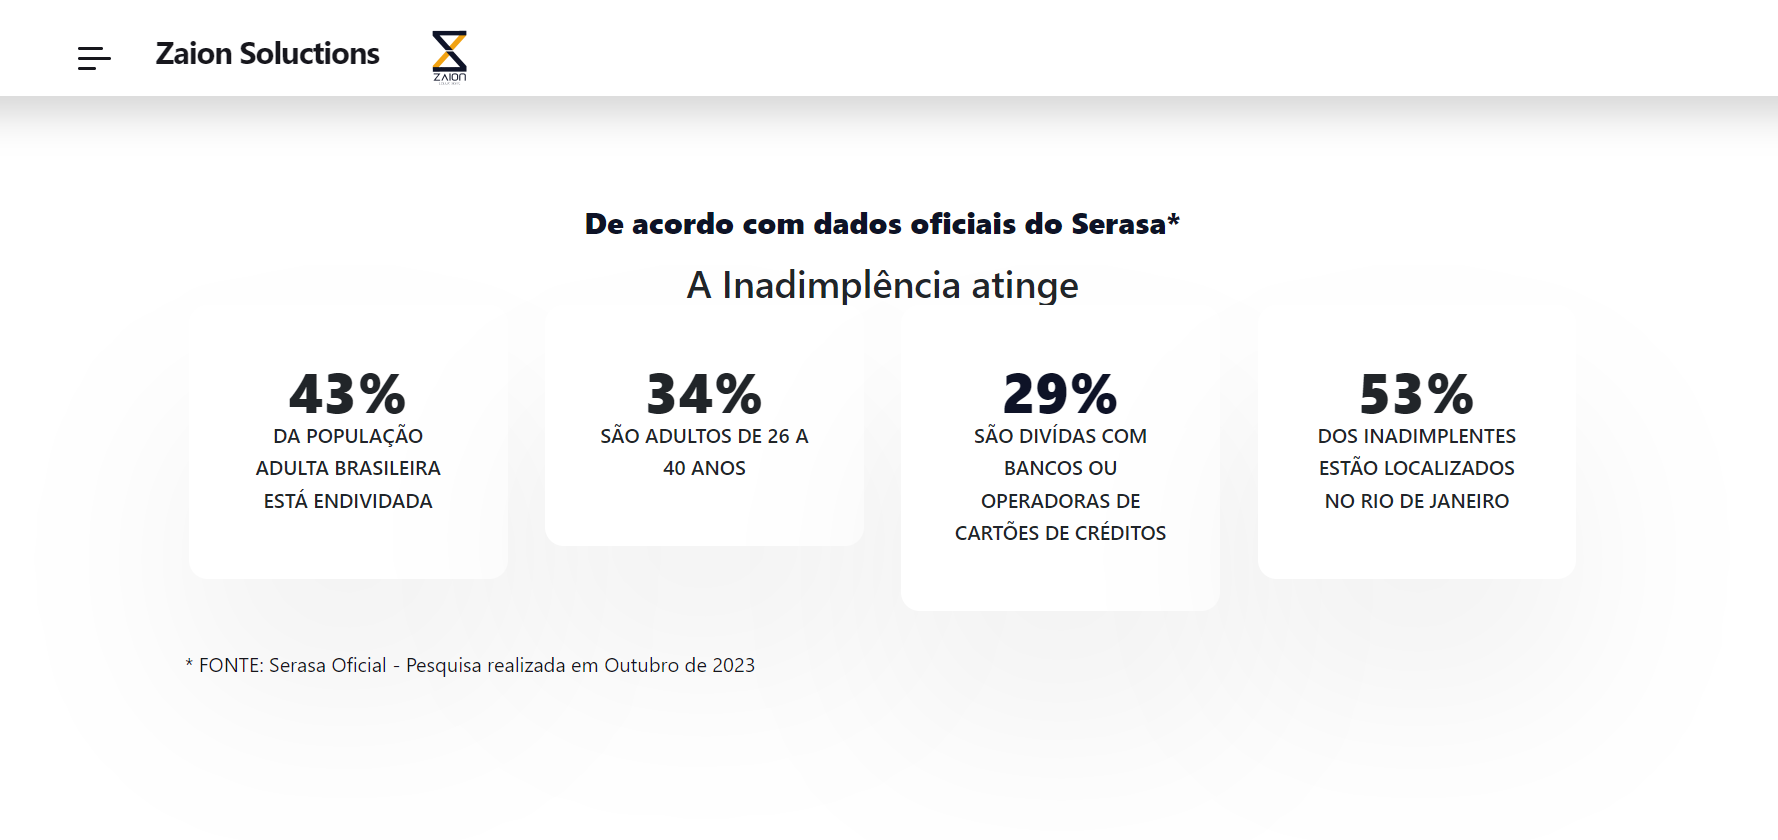 Zaion Soluctions
ZAION
De acordo com dados oficiais do Serasa*
A Inadimplência atinge
43%
DA POPULAÇÃO
ADULTA BRASILEIRA
ESTÁ ENDIVIDADA
34%
SÃO ADULTOS DE 26 A
40 ANOS
29%
SÃO DIVÍDAS COM
BANCOS OU
OPERADORAS DE
CARTÕES DE CRÉDITOS
53%
DOS INADIMPLENTES
ESTÃO LOCALIZADOS
NO RIO DE JANEIRO
* FONTE: Serasa Oficial - Pesquisa realizada em Outubro de 2023